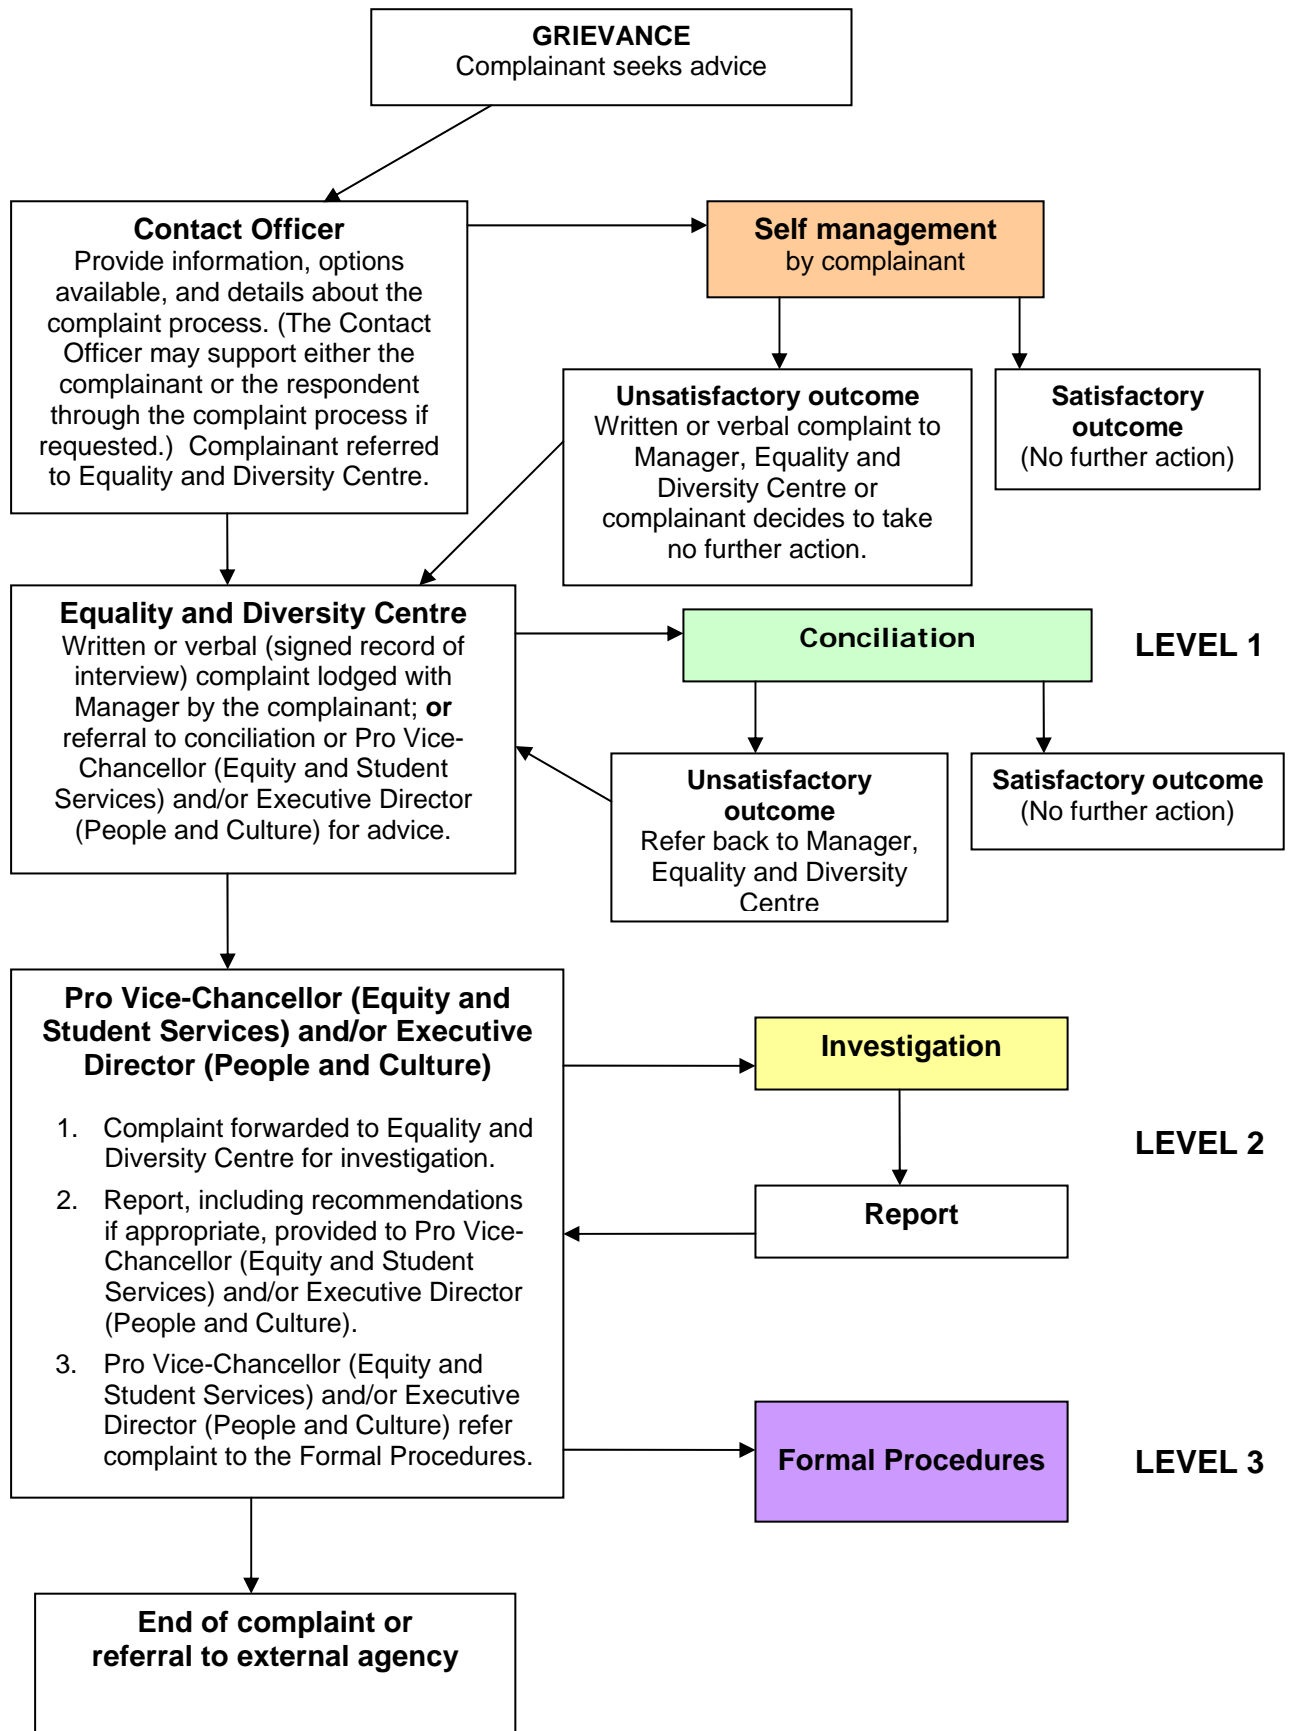 GRIEVANCE
Complainant seeks advice
Contact Officer
Provide information, options
available, and details about the
complaint process. (The Contact
Officer may support either the
complainant or the respondent
through the complaint process if
requested.)  Complainant referred
to Equality and Diversity Centre.
Self management
by complainant
Unsatisfactory outcome
Written or verbal complaint to
Manager, Equality and
Diversity Centre or
complainant decides to take
no further action.
Satisfactory
outcome
(No further action)
Equality and Diversity Centre
Written or verbal (signed record of
interview) complaint lodged with
Manager by the complainant; or
referral to conciliation or Pro Vice-
Chancellor (Equity and Student
Services) and/or Executive Director
(People and Culture) for advice.
Conciliation
LEVEL 1
Unsatisfactory
outcome
Refer back to Manager,
Equality and Diversity
Centre
Satisfactory outcome
(No further action)
Pro Vice-Chancellor (Equity and
Student Services) and/or Executive
Director (People and Culture)
1. Complaint forwarded to Equality and
Diversity Centre for investigation.
2. Report, including recommendations
if appropriate, provided to Pro Vice-
Chancellor (Equity and Student
Services) and/or Executive Director
(People and Culture).
3. Pro Vice-Chancellor (Equity and
Student Services) and/or Executive
Director (People and Culture) refer
complaint to the Formal Procedures.
Investigation
LEVEL 2
Report
Formal Procedures
LEVEL 3
End of complaint or
referral to external agency